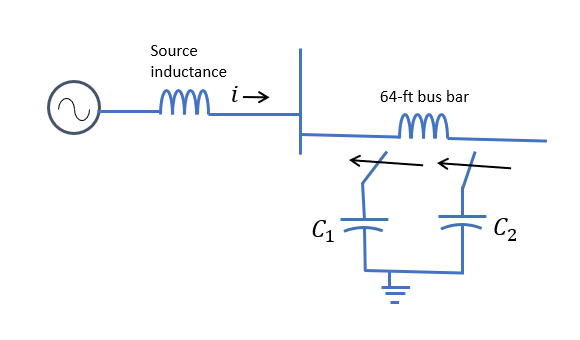 Source
inductance
i
64-ft bus bar
C₁
C₂